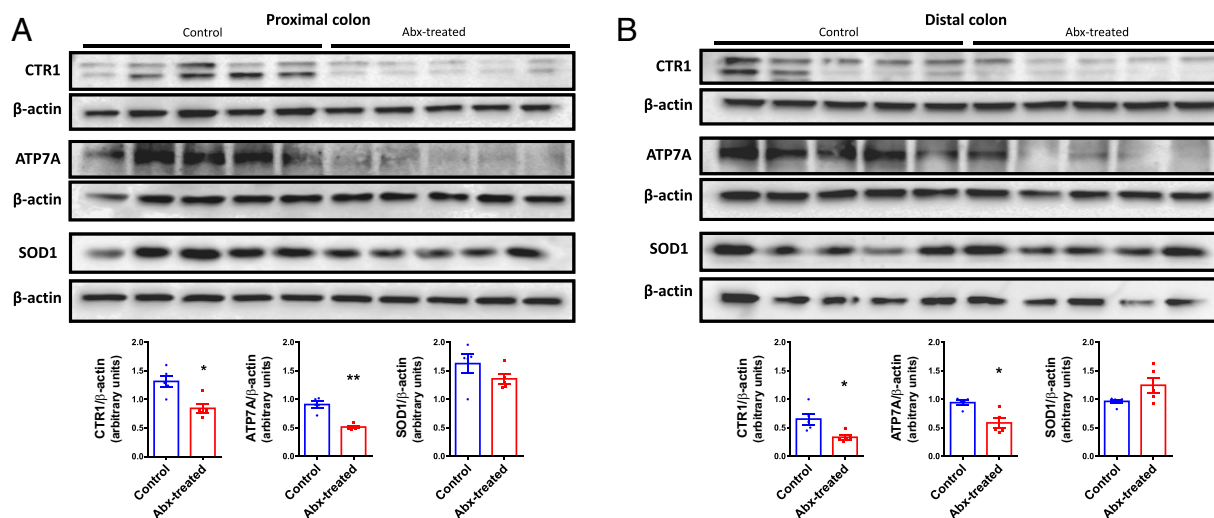 A
Proximal colon
Control
Abx-treated
CTR1
β-actin
ATP7A
β-actin
SOD1
β-actin
CTR1/β-actin
(arbitrary units)
2.0
1.5
1.0
0.5
0.0
*
Control
Abx-treated
ATP7A/β-actin
(arbitrary units)
2.0
1.5
1.0
0.5
0.0
**
Control
Abx-treated
SOD1/β-actin
(arbitrary units)
2.0
1.5
1.0
0.5
0.0
Control
Abx-treated
B
Distal colon
Control
Abx-treated
CTR1
β-actin
ATP7A
β-actin
SOD1
β-actin
CTR1/β-actin
(arbitrary units)
2.0
1.5
1.0
0.5
0.0
*
Control
Abx-treated
ATP7A/β-actin
(arbitrary units)
2.0
1.5
1.0
0.5
0.0
*
Control
Abx-treated
SOD1/β-actin
(arbitrary units)
2.0
1.5
1.0
0.5
0.0
Control
Abx-treated